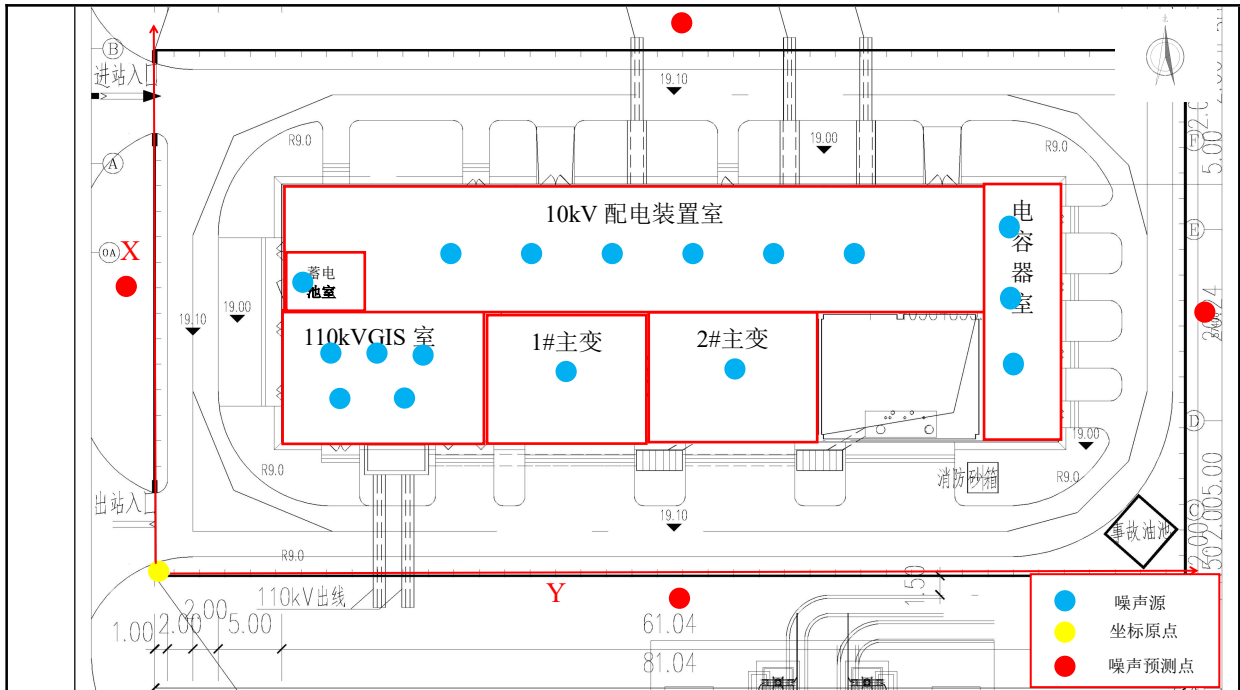 B
进站入口
19.10
19.00
R9.0
R9.0
F
5.00
A
10kV 配电装置室
电容器室
E
0A
X
蓄电
池室
19.10
19.00
110kVGIS 室
1#主变
2#主变
D
19.00
R9.0
消防砂箱
R9.0
出站入口
19.10
事故油池
C
2.00
5.00
R9.0
110kV出线
Y
1.50
1.00
2.00
2.00
5.00
61.04
81.04
噪声源
坐标原点
噪声预测点